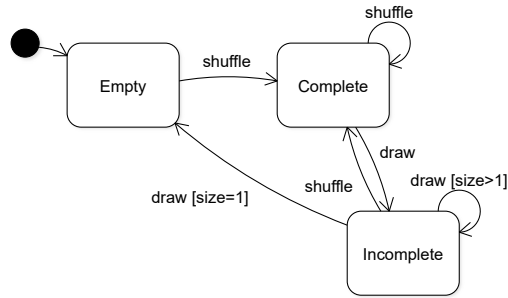 shuffle
shuffle
Empty
Complete
draw
shuffle
draw [size>1]
draw [size=1]
Incomplete